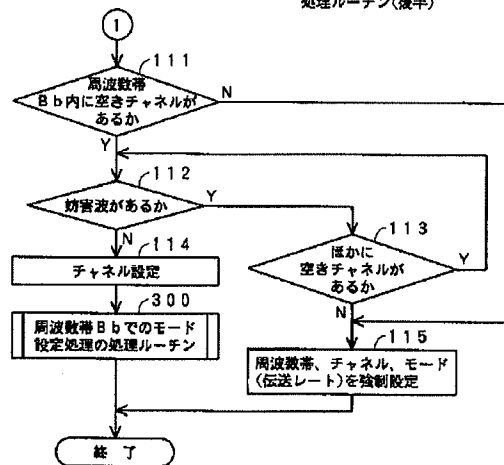 処理ルーチン(後半)
1
111
周波数帯
Bb内に空きチャネルが
あるか
N
Y
112
妨害波があるか
Y
N
113
ほかに
空きチャネルが
あるか
Y
N
114
チャネル設定
300
周波数帯Bbでのモード
設定処理の処理ルーチン
115
周波数帯、チャネル、モード
(伝送レート)を強制設定
終了